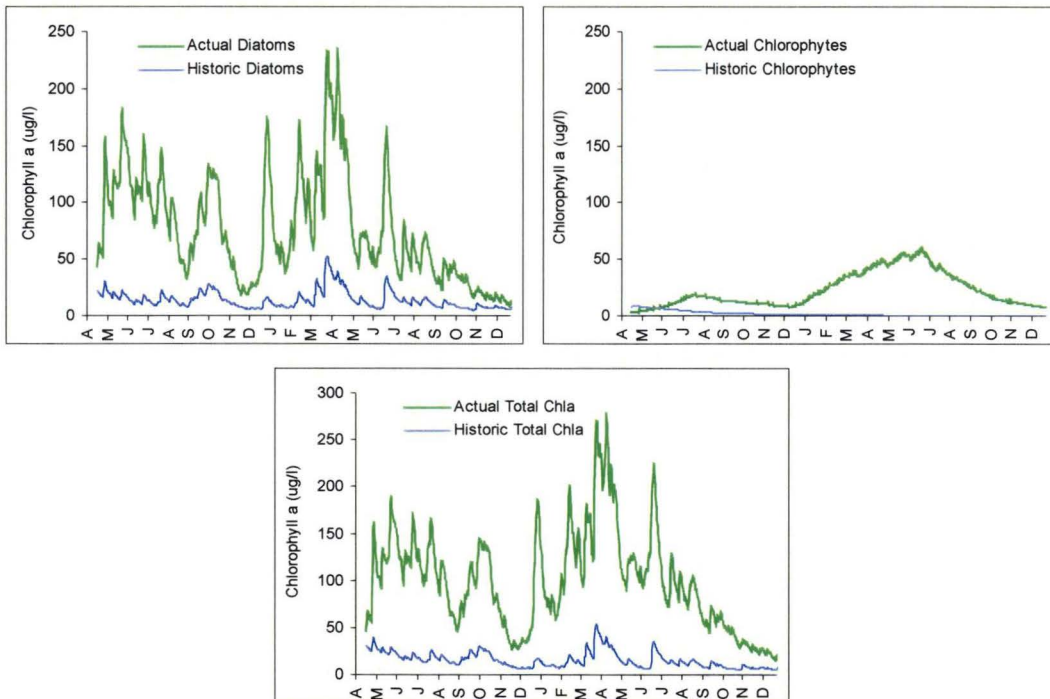 250
200
150
100
50
0
Chlorophyll a (ug/l)
Actual Diatoms
Historic Diatoms
A M J J A S O N D J F M A M J J A S O N D
250
200
150
100
50
0
Chlorophyll a (ug/l)
Actual Chlorophytes
Historic Chlorophytes
A M J J A S O N D J F M A M J J A S O N D
300
250
200
150
100
50
0
Chlorophyll a (ug/l)
Actual Total Chla
Historic Total Chla
A M J J A S O N D J F M A M J J A S O N D